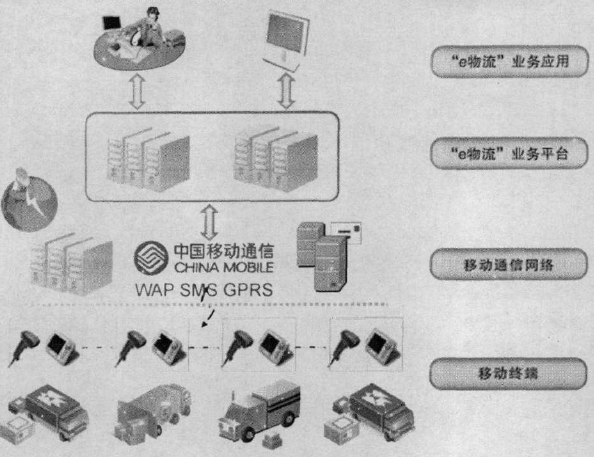 “e物流”业务应用
“e物流”业务平台
中国移动通信
CHINA MOBILE
WAP SMS GPRS
移动通信网络
移动终端